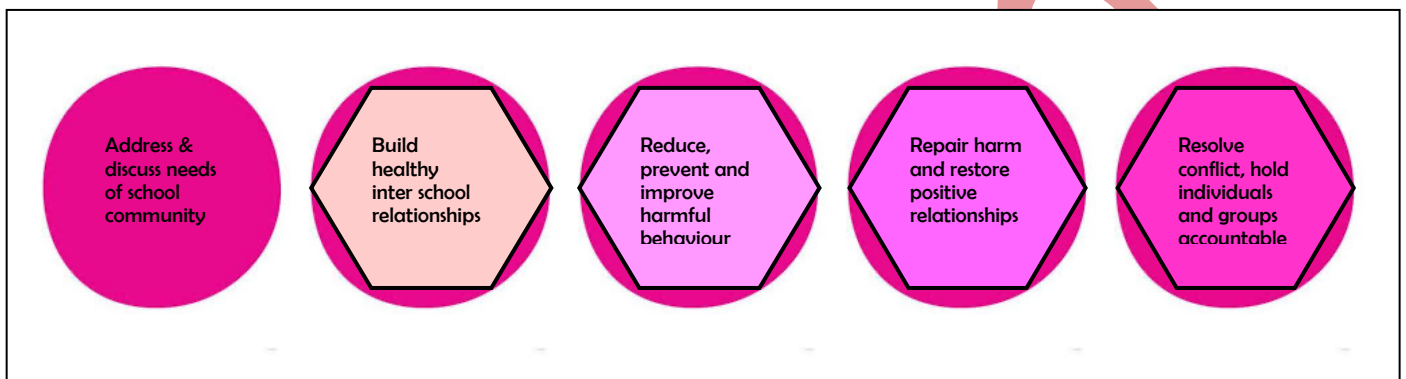 Address &
discuss needs
of school
community
Build
healthy
inter school
relationships
Reduce,
prevent and
improve
harmful
behaviour
Repair harm
and restore
positive
relationships
Resolve
conflict, hold
individuals
and groups
accountable